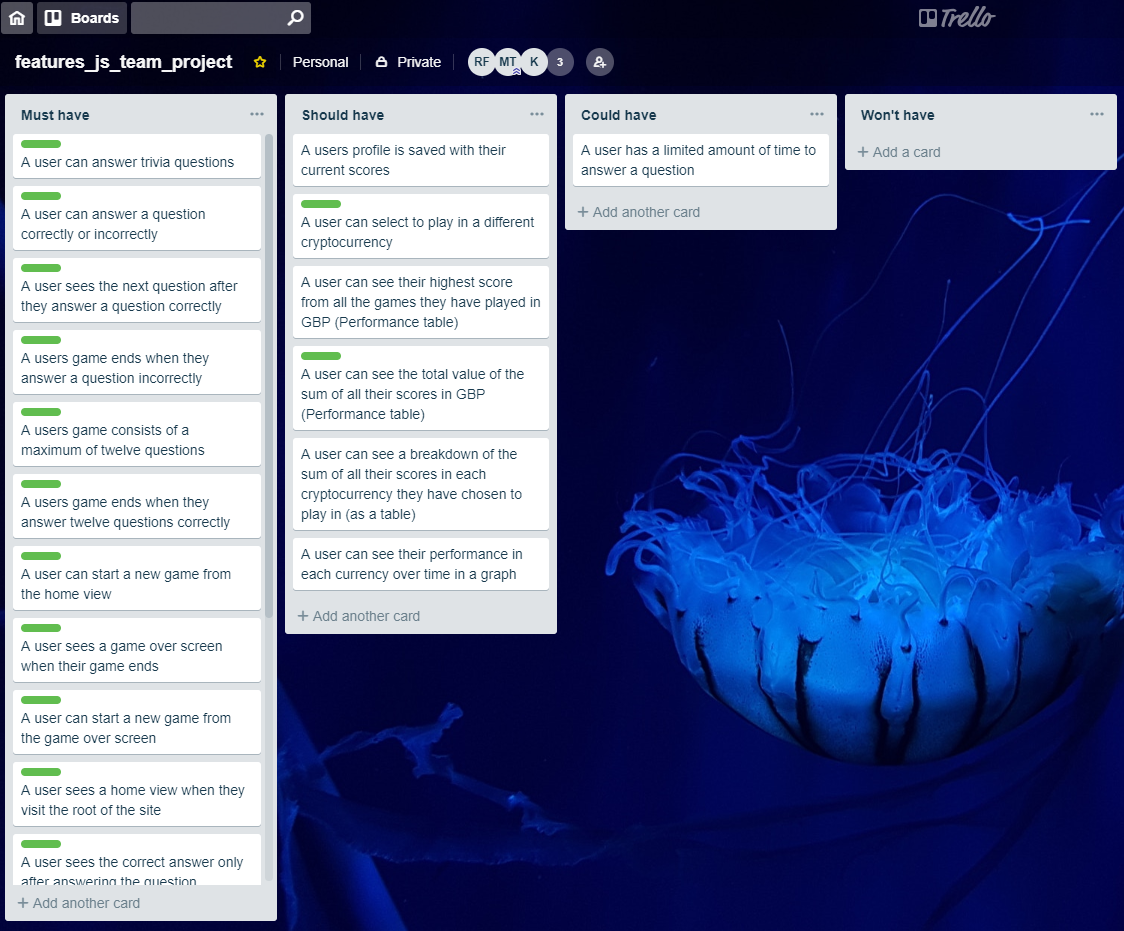 Boards
Trello
features_js_team_project
Personal
Private
RF
MT
K
3
Must have
A user can answer trivia questions
A user can answer a question
correctly or incorrectly
A user sees the next question after
they answer a question correctly
A users game ends when they
answer a question incorrectly
A users game consists of a
maximum of twelve questions
A users game ends when they
answer twelve questions correctly
A user can start a new game from
the home view
A user sees a game over screen
when their game ends
A user can start a new game from
the game over screen
A user sees a home view when they
visit the root of the site
A user sees the correct answer only
after answering the question
+ Add another card
Should have
A users profile is saved with their
current scores
A user can select to play in a different
cryptocurrency
A user can see their highest score
from all the games they have played in
GBP (Performance table)
A user can see the total value of the
sum of all their scores in GBP
(Performance table)
A user can see a breakdown of the
sum of all their scores in each
cryptocurrency they have chosen to
play in (as a table)
A user can see their performance in
each currency over time in a graph
+ Add another card
Could have
A user has a limited amount of time to
answer a question
+ Add another card
Won't have
+ Add a card